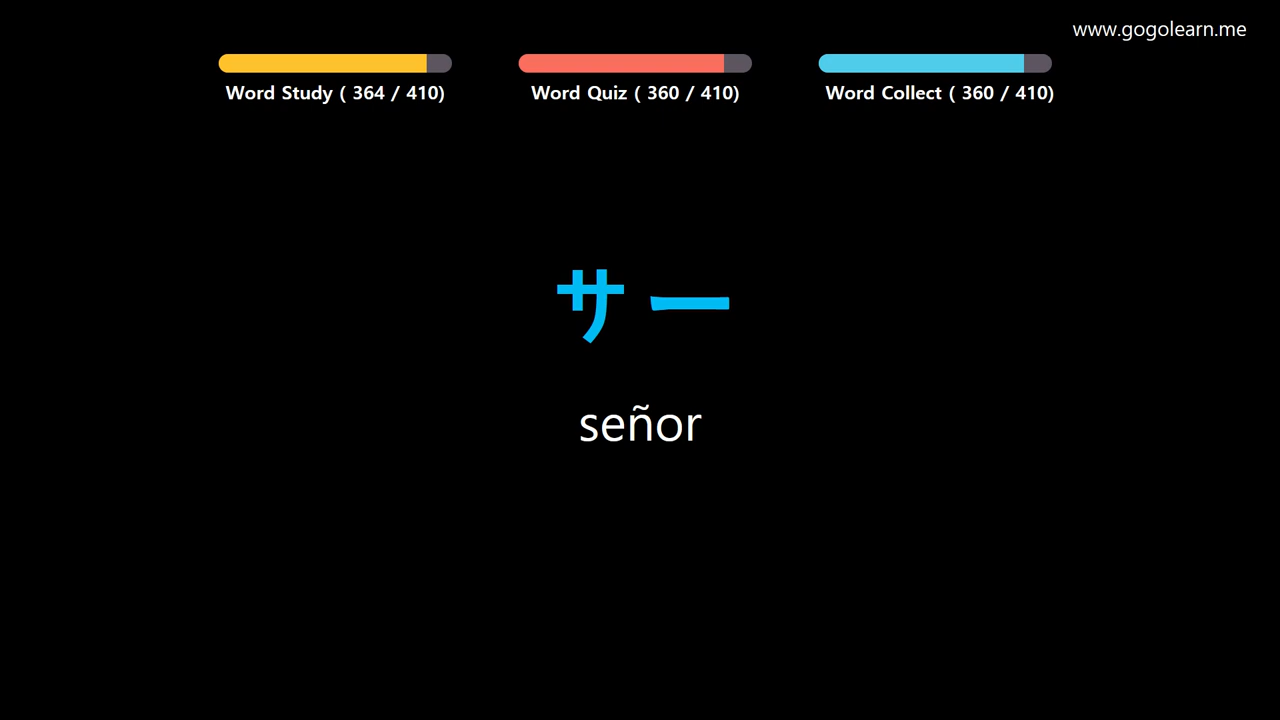 www.gogolearn.me
Word Study ( 364 / 410)
Word Quiz ( 360 / 410)
Word Collect ( 360 / 410)
サー
señor